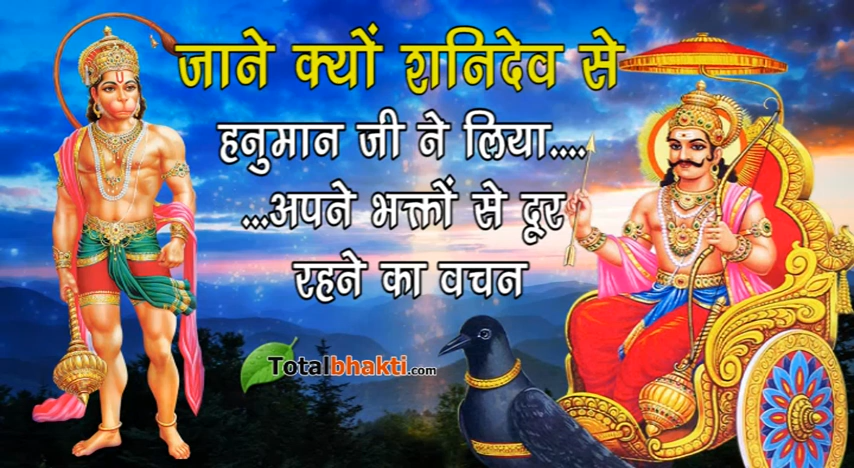 जाने क्यों शनिदेव से
हनुमान जी ने लिया....
...अपने भक्तों से दूर
रहने का वचन
Totalbhakti.com